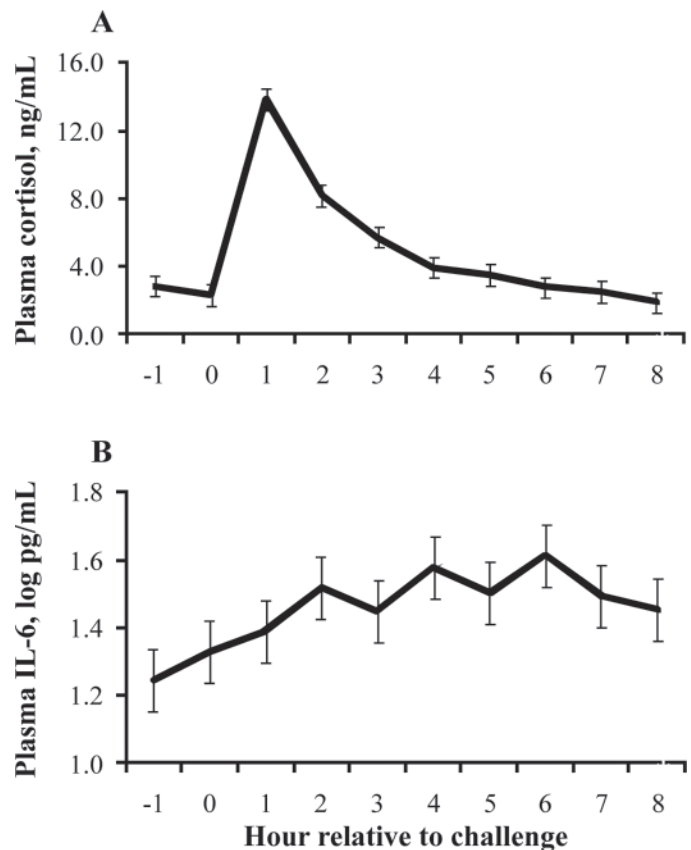 A
Plasma cortisol, ng/mL
16.0
12.0
8.0
4.0
0.0
-1 0 1 2 3 4 5 6 7 8
B
Plasma IL-6, log pg/mL
1.8
1.6
1.4
1.2
1.0
-1 0 1 2 3 4 5 6 7 8
Hour relative to challenge